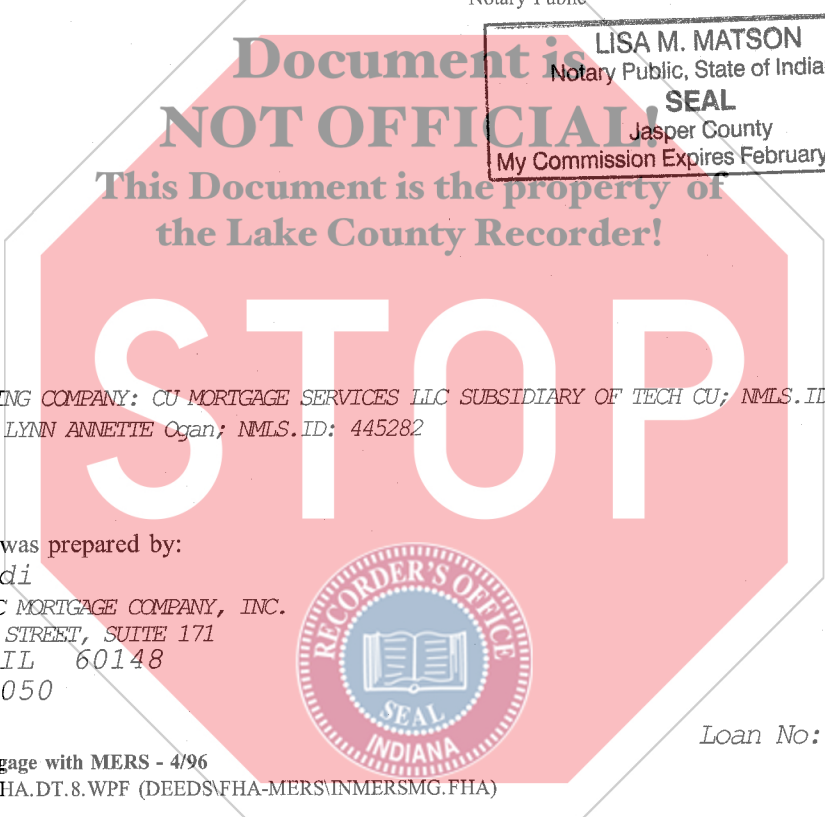 Notary Public
LISA M. MATSON
Notary Public, State of India
SEAL
Jasper County
My Commission Expires February
Document is
NOT OFFICIAL!
This Document is the property of
the Lake County Recorder!
STOP
ING COMPANY: CU MORTGAGE SERVICES LLC SUBSIDIARY OF TECH CU; NMLS.ID
LYNN ANNETTE Ogan; NMLS.ID: 445282
was prepared by:
di
C MORTGAGE COMPANY, INC.
STREET, SUITE 171
IL 60148
050
RECORDER'S OFFICE
SEAL
INDIANA
Loan No:
gage with MERS - 4/96
HA.DT.8.WPF (DEEDS\FHA-MERS\INMERSMG.FHA)